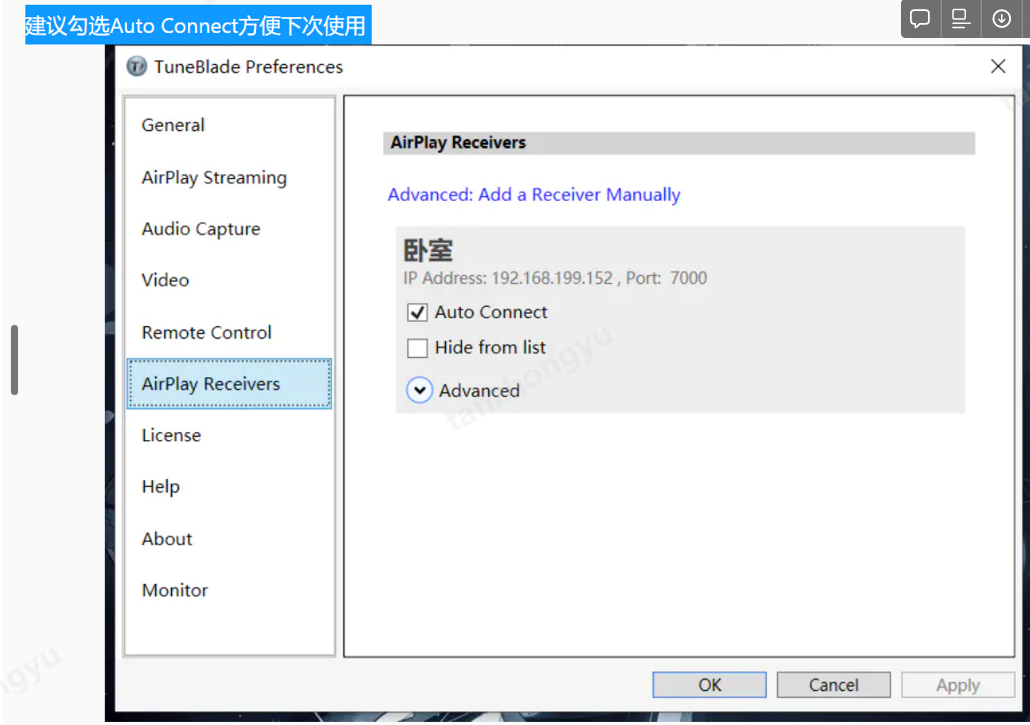 建议勾选Auto Connect方便下次使用
TuneBlade Preferences
General
AirPlay Streaming
Audio Capture
Video
Remote Control
AirPlay Receivers
License
Help
About
Monitor
AirPlay Receivers
Advanced: Add a Receiver Manually
卧室
IP Address: 192.168.199.152 , Port: 7000
Auto Connect
Hide from list
Advanced
OK
Cancel
Apply